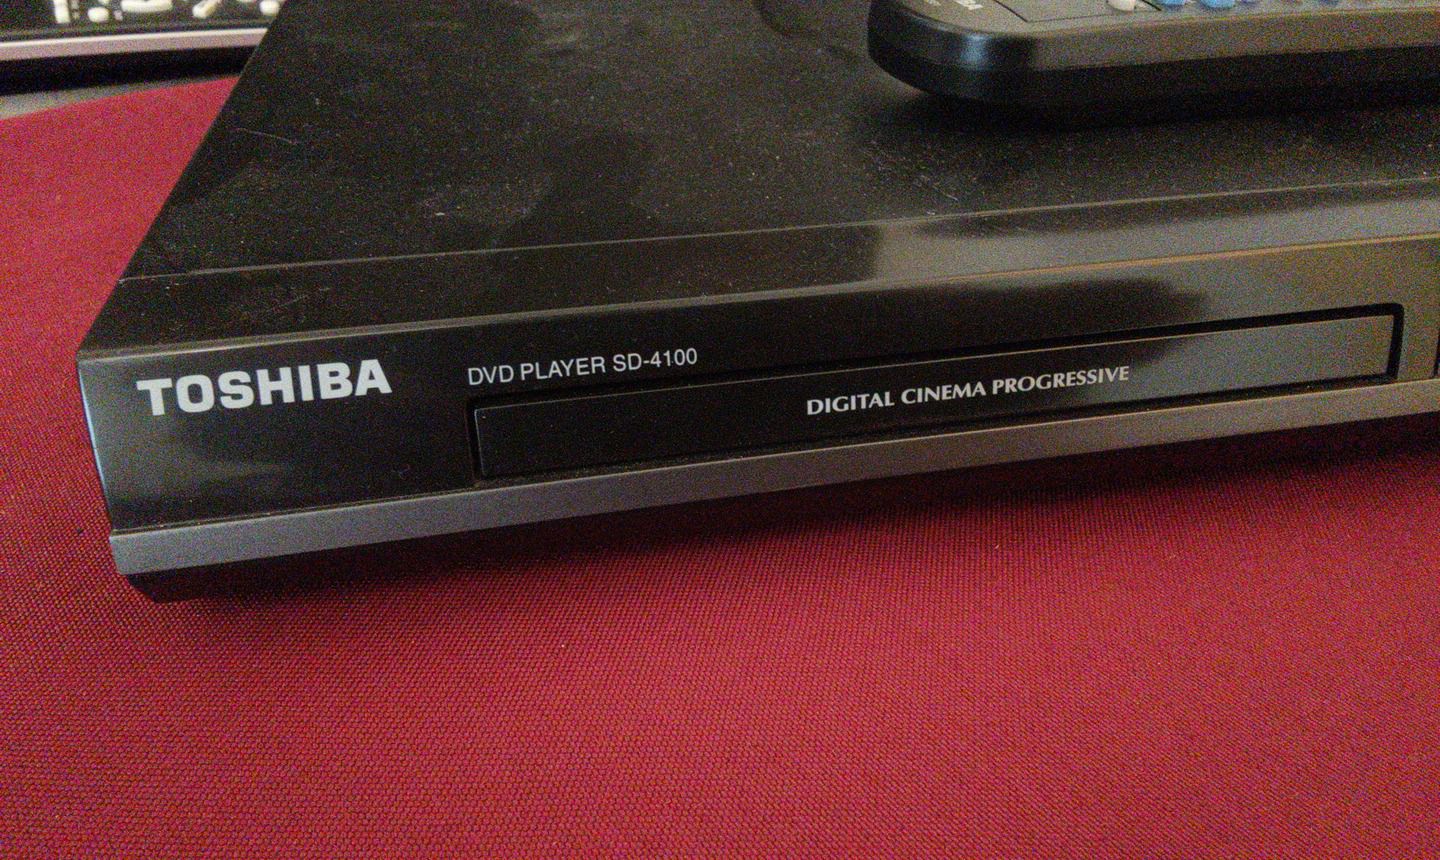 TOSHIBA
DVD PLAYER SD-4100
DIGITAL CINEMA PROGRESSIVE